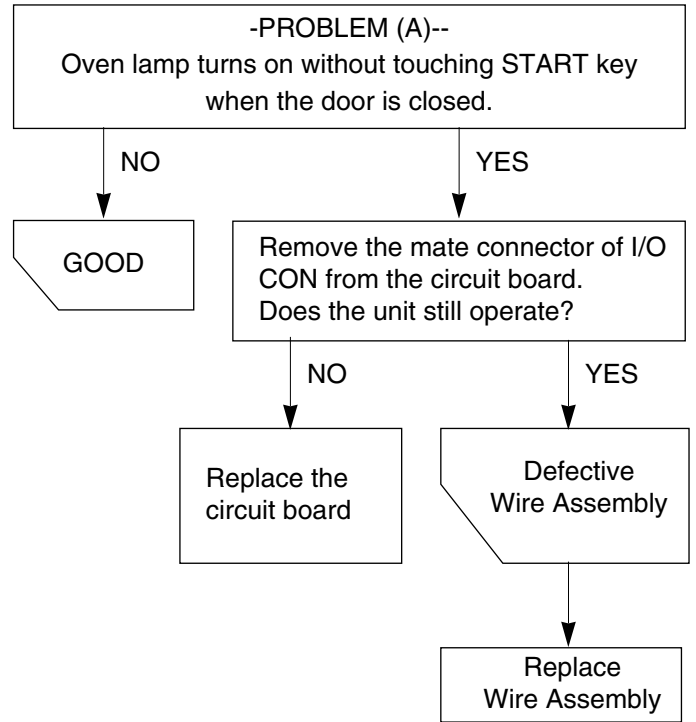 -PROBLEM (A)--
Oven lamp turns on without touching START key
when the door is closed.
NO
YES
GOOD
Remove the mate connector of I/O
CON from the circuit board.
Does the unit still operate?
NO
YES
Replace the
circuit board
Defective
Wire Assembly
Replace
Wire Assembly